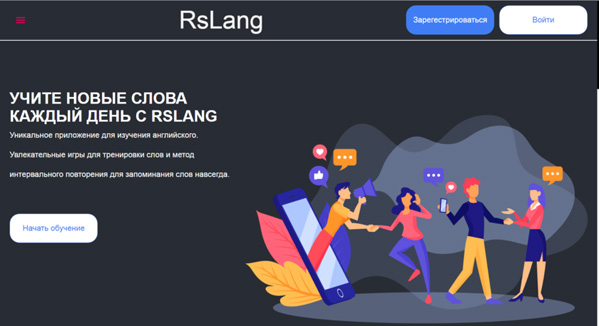 RsLang
Зарегестрироваться
Войти
УЧИТЕ НОВЫЕ СЛОВА
КАЖДЫЙ ДЕНЬ С RSLANG
Уникальное приложение для изучения английского.
Увлекательные игры для тренировки слов и метод
интервального повторения для запоминания слов навсегда.
Начать обучение